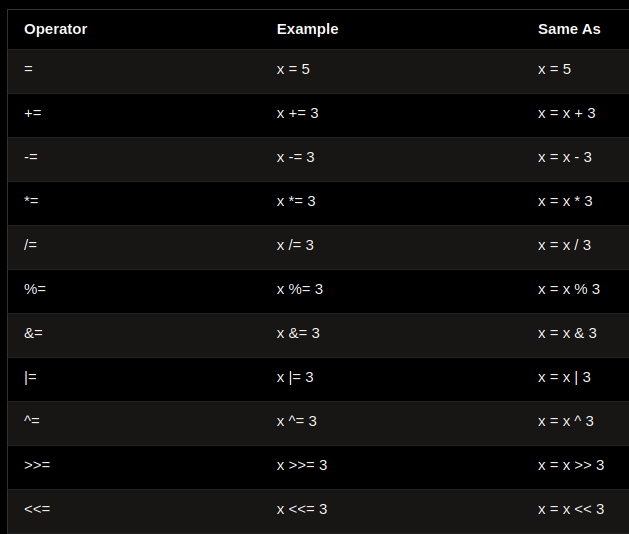 Operator Example Same As
= x = 5 x = 5
+= x += 3 x = x + 3
-= x -= 3 x = x - 3
*= x *= 3 x = x * 3
/= x /= 3 x = x / 3
%= x %= 3 x = x % 3
&= x &= 3 x = x & 3
|= x |= 3 x = x | 3
^= x ^= 3 x = x ^ 3
>>= x >>= 3 x = x >> 3
<<= x <<= 3 x = x << 3